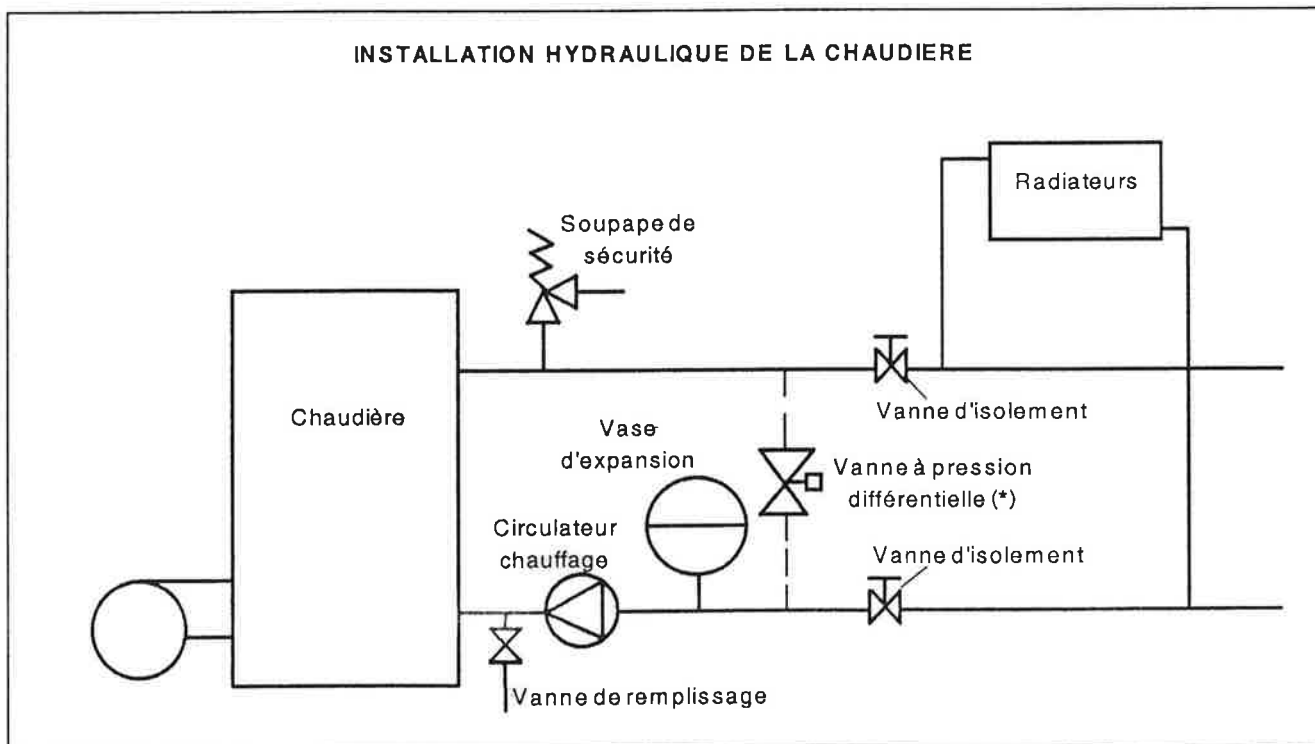 INSTALLATION HYDRAULIQUE DE LA CHAUDIERE
Radiateurs
Soupape de
sécurité
Chaudière
Vanne d'isolement
Vase
d'expansion
Vanne à pression
différentielle (*)
Circulateur
chauffage
Vanne d'isolement
Vanne de remplissage